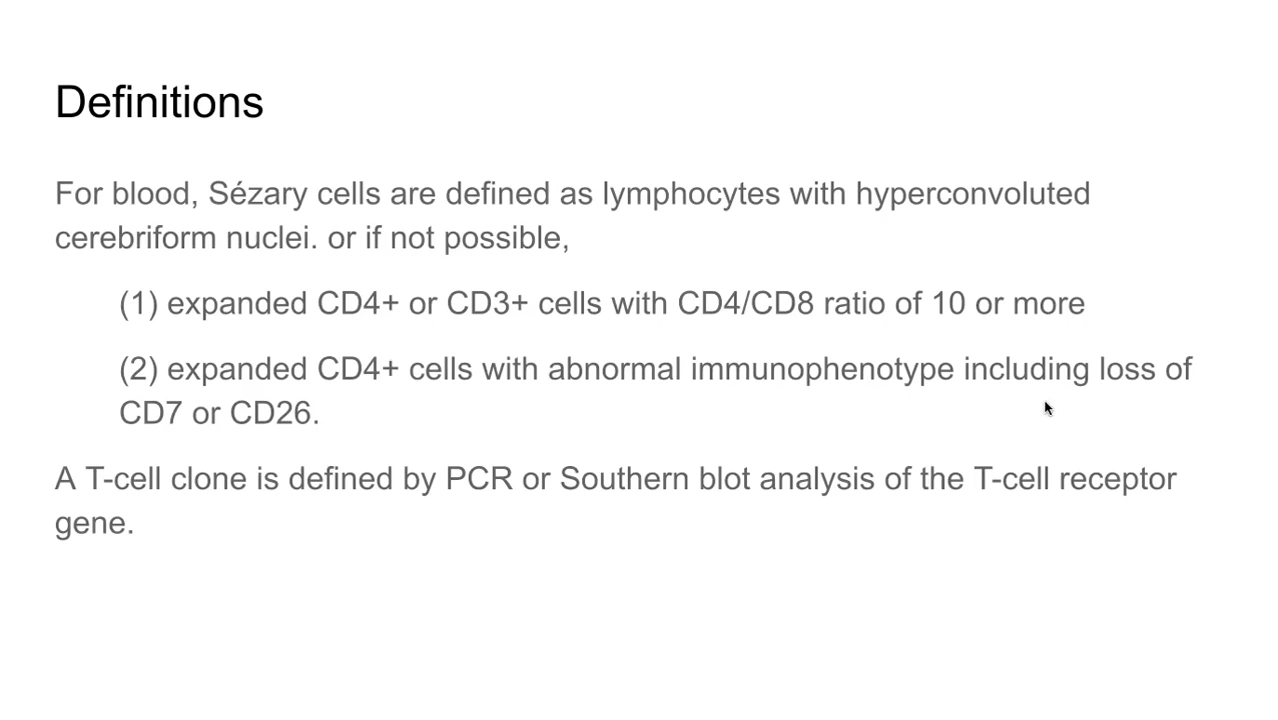 Definitions
For blood, Sézary cells are defined as lymphocytes with hyperconvoluted
cerebriform nuclei. or if not possible,
(1) expanded CD4+ or CD3+ cells with CD4/CD8 ratio of 10 or more
(2) expanded CD4+ cells with abnormal immunophenotype including loss of
CD7 or CD26.
A T-cell clone is defined by PCR or Southern blot analysis of the T-cell receptor
gene.